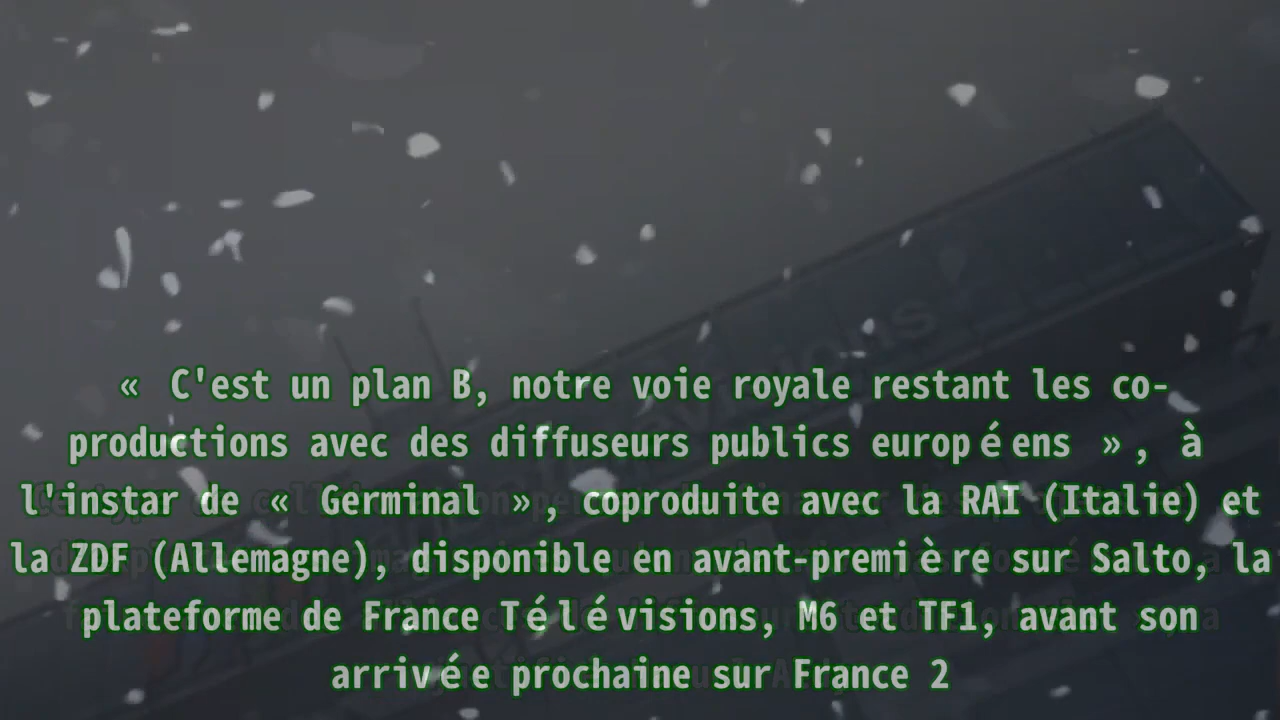 « C'est un plan B, notre voie royale restant les co-
productions avec des diffuseurs publics européens », à
l'instar de « Germinal », coproduite avec la RAI (Italie) et
la ZDF (Allemagne), disponible en avant-première sur Salto, la
plateforme de France Télévisions, M6 et TF1, avant son
arrivée prochaine sur France 2